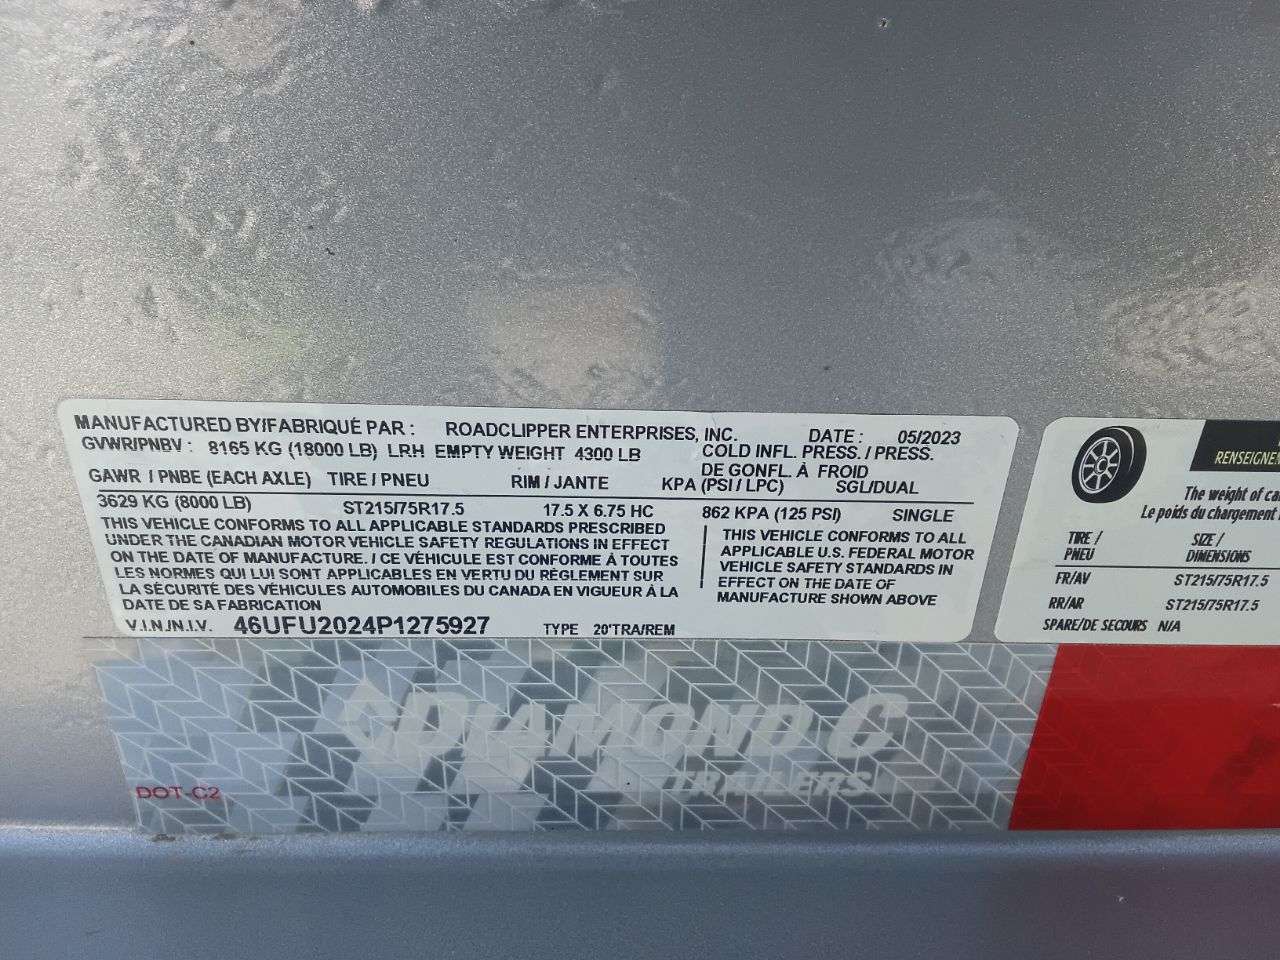 MANUFACTURED BY/FABRIQUÉ PAR : ROADCLIPPER ENTERPRISES, INC. DATE : 05/2023
GVWR/PNBV : 8165 KG (18000 LB) LRH EMPTY WEIGHT 4300 LB COLD INFL. PRESS. / PRESS.
DE GONFL. À FROID
GAWR / PNBE (EACH AXLE) TIRE / PNEU RIM / JANTE KPA (PSI / LPC) SGL/DUAL
3629 KG (8000 LB) ST215/75R17.5 17.5 X 6.75 HC 862 KPA (125 PSI) SINGLE
THIS VEHICLE CONFORMS TO ALL APPLICABLE STANDARDS PRESCRIBED
UNDER THE CANADIAN MOTOR VEHICLE SAFETY REGULATIONS IN EFFECT
ON THE DATE OF MANUFACTURE. / CE VÉHICULE EST CONFORME À TOUTES
LES NORMES QUI LUI SONT APPLICABLES EN VERTU DU RÈGLEMENT SUR
LA SÉCURITÉ DES VÉHICULES AUTOMOBILES DU CANADA EN VIGUEUR À LA
DATE DE SA FABRICATION
THIS VEHICLE CONFORMS TO ALL
APPLICABLE U.S. FEDERAL MOTOR
VEHICLE SAFETY STANDARDS IN
EFFECT ON THE DATE OF
MANUFACTURE SHOWN ABOVE
V.I.N./N.I.V. 46UFU2024P1275927 TYPE 20'TRA/REM
RENSEIGNEM
The weight of ca
Le poids du chargement
TIRE / SIZE /
PNEU DIMENSIONS
FR/AV ST215/75R17.5
RR/AR ST215/75R17.5
SPARE/DE SECOURS N/A
DIAMOND C
TRAILERS
DOT-C2